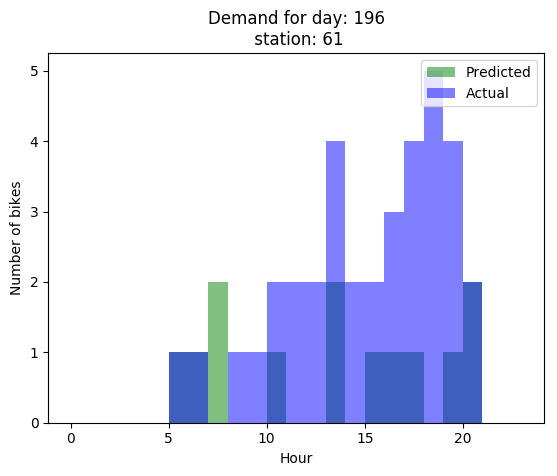 Demand for day: 196
station: 61
Predicted
Actual
Number of bikes
5
4
3
2
1
0
0
5
10
15
20
Hour